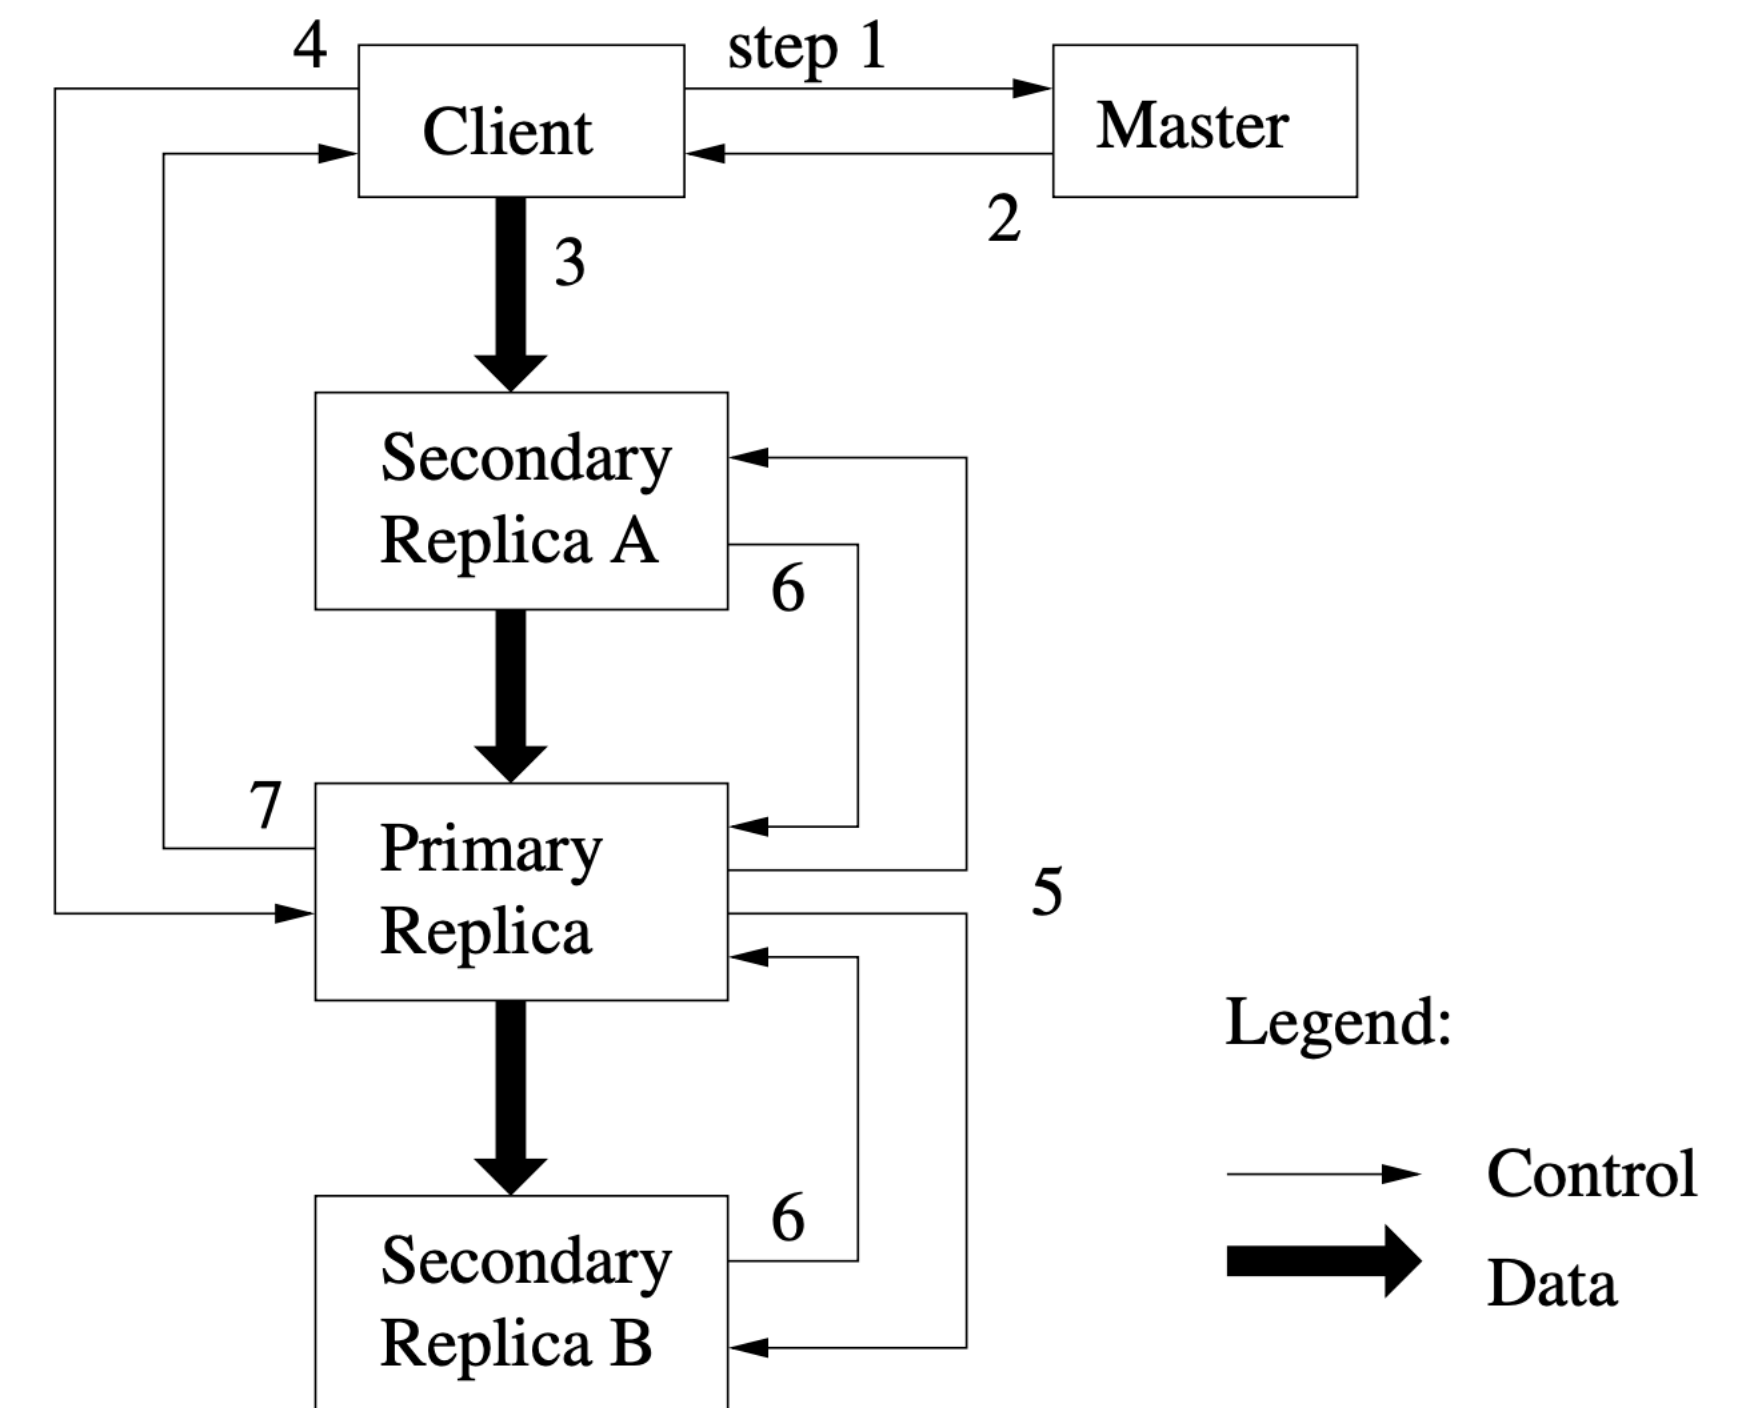 4
step 1
Client
Master
2
3
Secondary
Replica A
6
7
Primary
Replica
5
Legend:
Control
6
Secondary
Data
Replica B